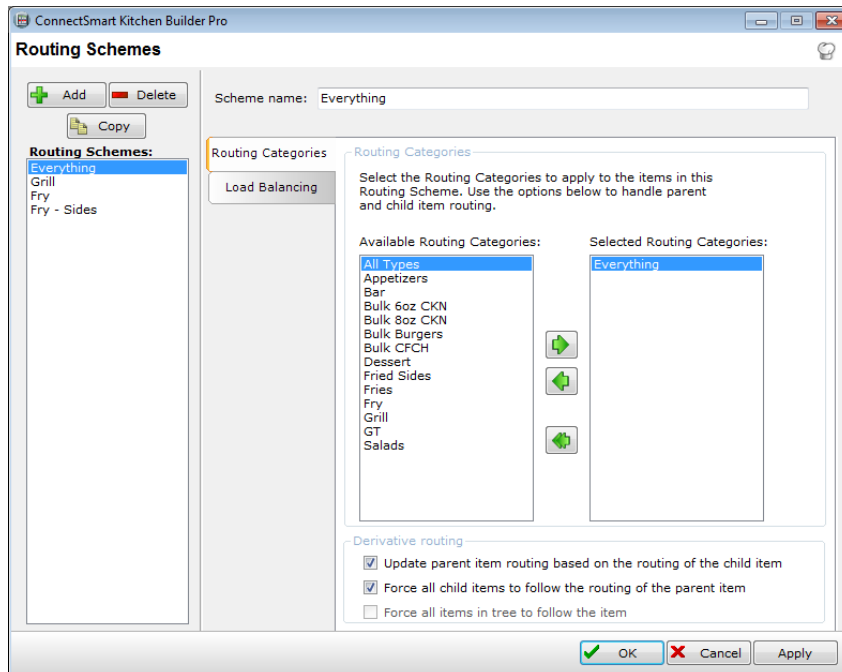 ConnectSmart Kitchen Builder Pro
Routing Schemes
Add
Delete
Copy
Routing Schemes:
Everything
Grill
Fry
Fry - Sides
Scheme name:
Everything
Routing Categories
Load Balancing
Routing Categories
Select the Routing Categories to apply to the items in this
Routing Scheme. Use the options below to handle parent
and child item routing.
Available Routing Categories:
All Types
Appetizers
Bar
Bulk 6oz CKN
Bulk 8oz CKN
Bulk Burgers
Bulk CFCH
Dessert
Fried Sides
Fries
Fry
Grill
GT
Salads
Selected Routing Categories:
Everything
Derivative routing
Update parent item routing based on the routing of the child item
Force all child items to follow the routing of the parent item
Force all items in tree to follow the item
OK
Cancel
Apply